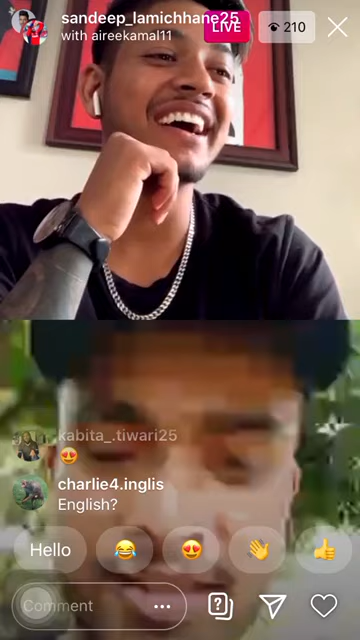 sandeep_lamichhane25
LIVE
210
with aireekamal11
kabita_.tiwari25
😍
charlie4.inglis
English?
Hello 😂 😍 👋 👍
Comment